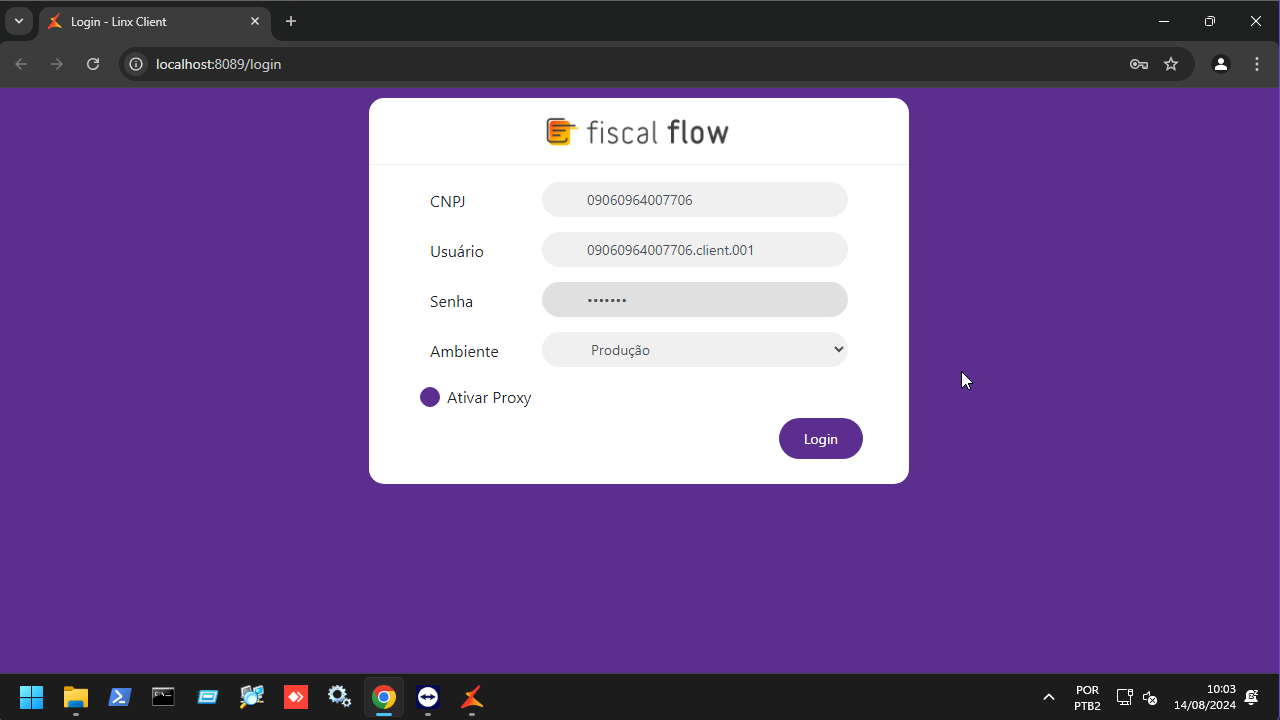 Login - Linx Client
localhost:8089/login
fiscal flow
CNPJ 09060964007706
Usuário 09060964007706.client.001
Senha •••••••
Ambiente Produção
Ativar Proxy
Login
POR
PTB2
10:03
14/08/2024